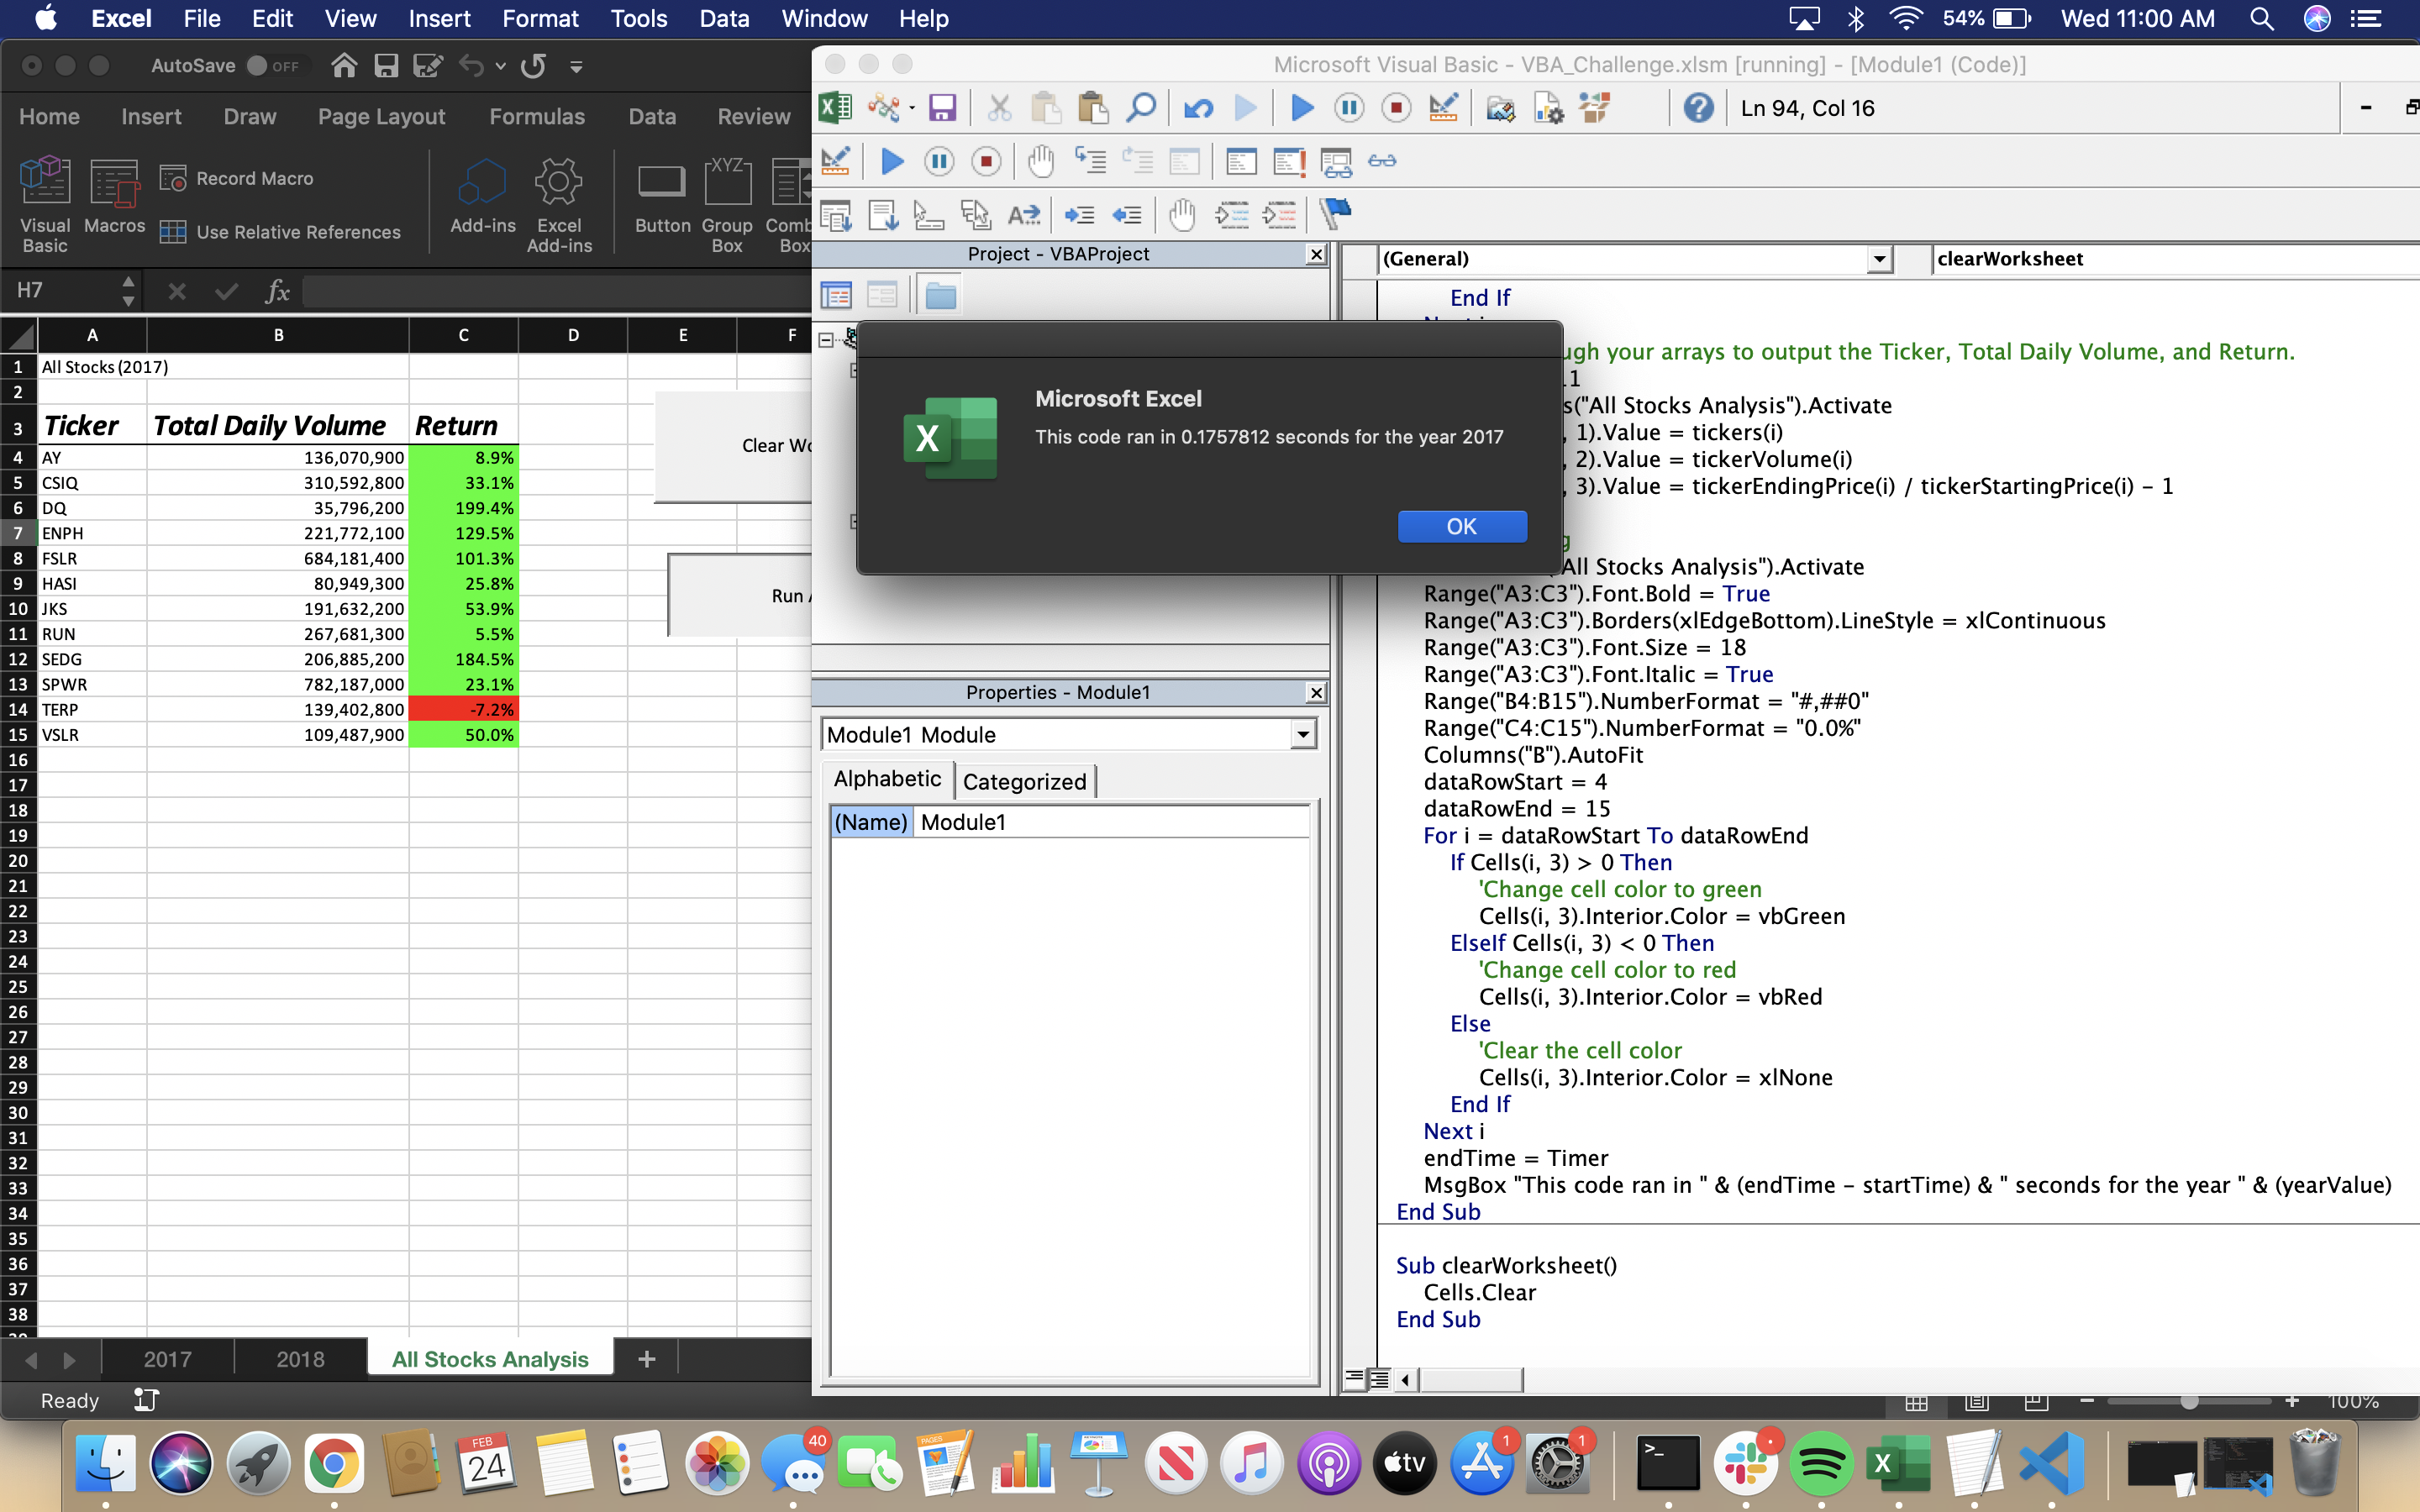 Excel File Edit View Insert Format Tools Data Window Help 54% Wed 11:00 AM
AutoSave OFF
Home Insert Draw Page Layout Formulas Data Review
Visual Basic Macros Record Macro Use Relative References Add-ins Excel Add-ins Button XYZ Group Box
H7 fx
A B C D E F
1 All Stocks (2017)
2
3 Ticker Total Daily Volume Return
4 AY 136,070,900 8.9%
5 CSIQ 310,592,800 33.1%
6 DQ 35,796,200 199.4%
7 ENPH 221,772,100 129.5%
8 FSLR 684,181,400 101.3%
9 HASI 80,949,300 25.8%
10 JKS 191,632,200 53.9%
11 RUN 267,681,300 5.5%
12 SEDG 206,885,200 184.5%
13 SPWR 782,187,000 23.1%
14 TERP 139,402,800 -7.2%
15 VSLR 109,487,900 50.0%
16
17
18
19
20
21
22
23
24
25
26
27
28
29
30
31
32
33
34
35
36
37
38
Clear
Run
2017 2018 All Stocks Analysis +
Ready
100%
Microsoft Visual Basic - VBA_Challenge.xlsm [running] - [Module1 (Code)]
Ln 94, Col 16
Project - VBAProject
Microsoft Excel
This code ran in 0.1757812 seconds for the year 2017
OK
Properties - Module1
Module1 Module
Alphabetic Categorized
(Name) Module1
(General) clearWorksheet
End If
your arrays to output the Ticker, Total Daily Volume, and Return.
("All Stocks Analysis").Activate
, 1).Value = tickers(i)
, 2).Value = tickerVolume(i)
, 3).Value = tickerEndingPrice(i) / tickerStartingPrice(i) - 1
All Stocks Analysis").Activate
Range("A3:C3").Font.Bold = True
Range("A3:C3").Borders(xlEdgeBottom).LineStyle = xlContinuous
Range("A3:C3").Font.Size = 18
Range("A3:C3").Font.Italic = True
Range("B4:B15").NumberFormat = "#,##0"
Range("C4:C15").NumberFormat = "0.0%"
Columns("B").AutoFit
dataRowStart = 4
dataRowEnd = 15
For i = dataRowStart To dataRowEnd
If Cells(i, 3) > 0 Then
'Change cell color to green
Cells(i, 3).Interior.Color = vbGreen
ElseIf Cells(i, 3) < 0 Then
'Change cell color to red
Cells(i, 3).Interior.Color = vbRed
Else
'Clear the cell color
Cells(i, 3).Interior.Color = xlNone
End If
Next i
endTime = Timer
MsgBox "This code ran in " & (endTime - startTime) & " seconds for the year " & (yearValue)
End Sub
Sub clearWorksheet()
Cells.Clear
End Sub
FEB 24
40
PAGES
tv
1
1